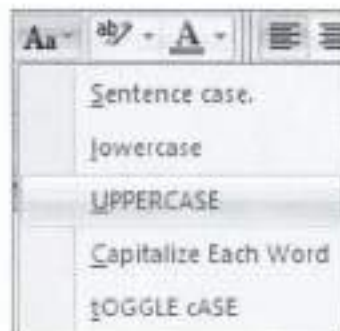 Aa ab A
Sentence case.
lowercase
UPPERCASE
Capitalize Each Word
tOGGLE cASE